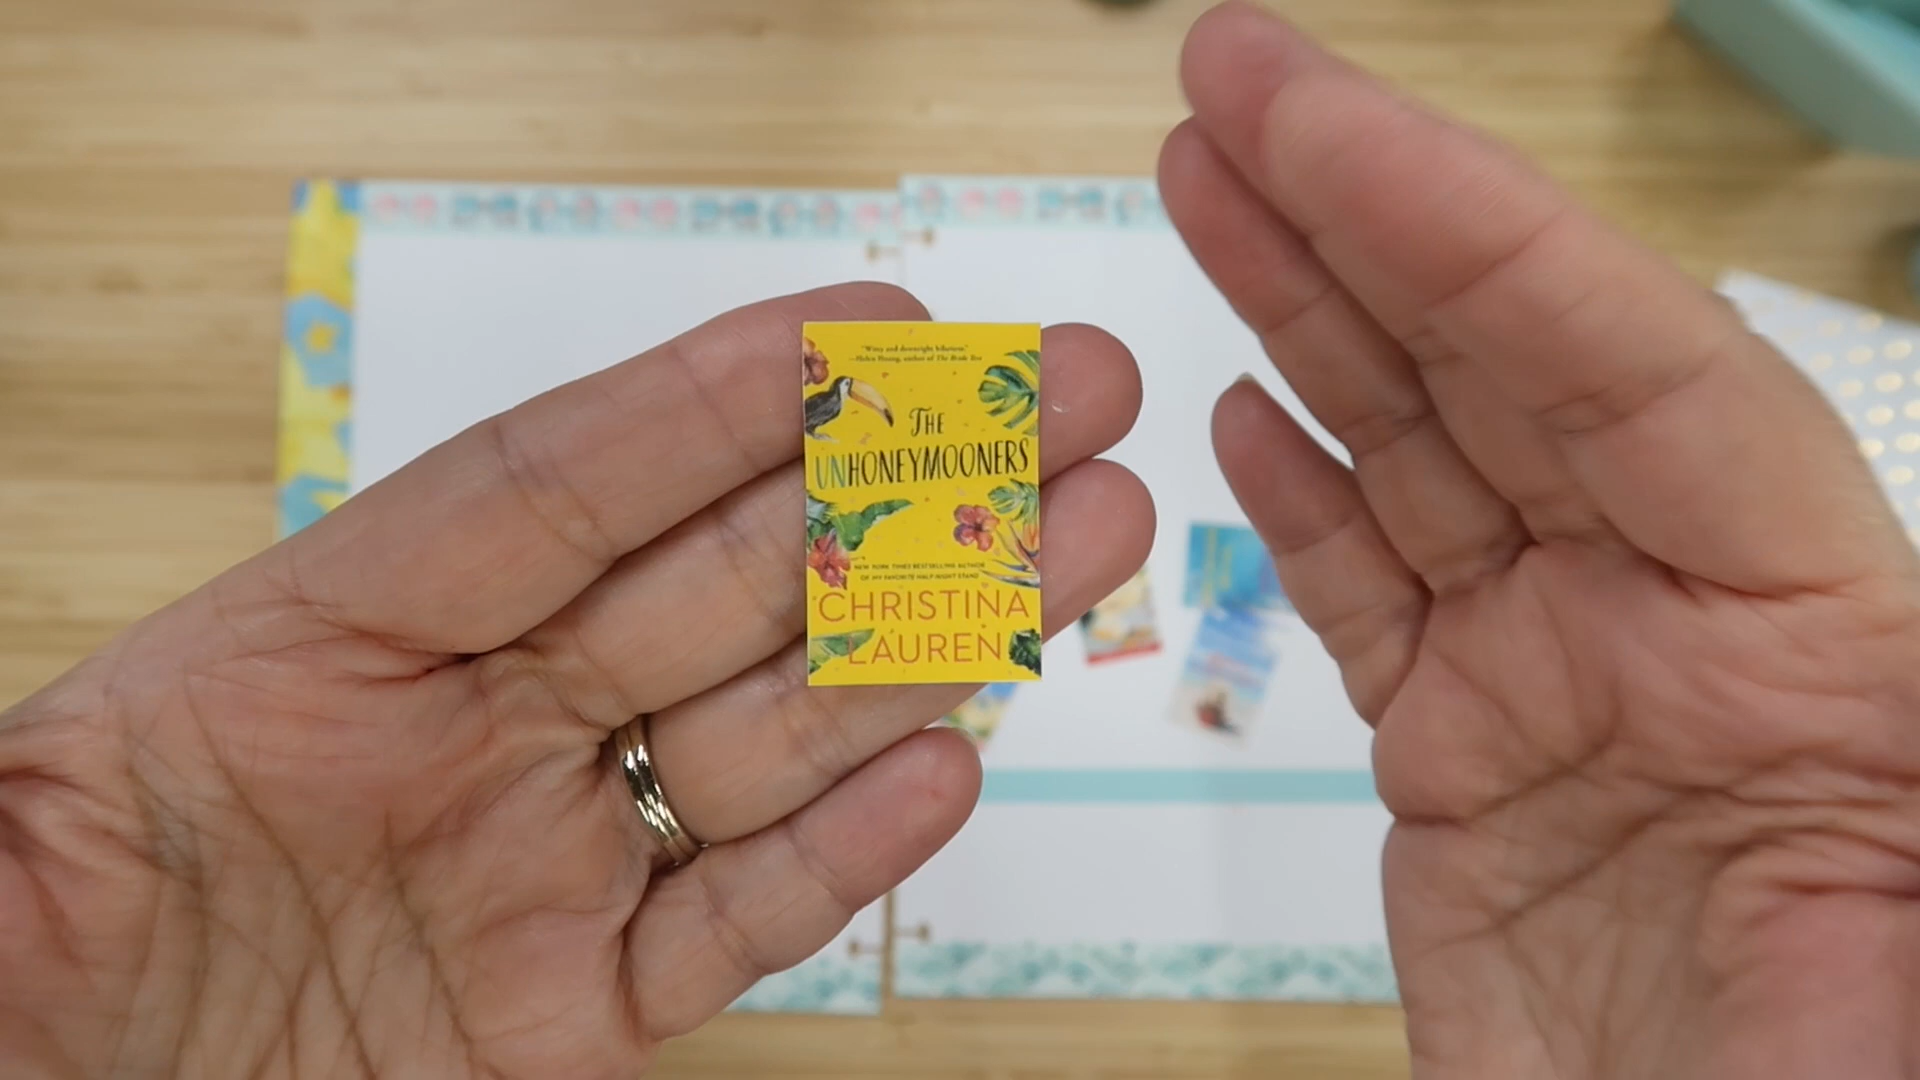 "Witty and downright hilarious."
—Helen Hoang, author of The Bride Test
THE
UNHONEYMOONERS
NEW YORK TIMES BESTSELLING AUTHOR
OF MY FAVORITE HALF-NIGHT STAND
CHRISTINA
LAUREN